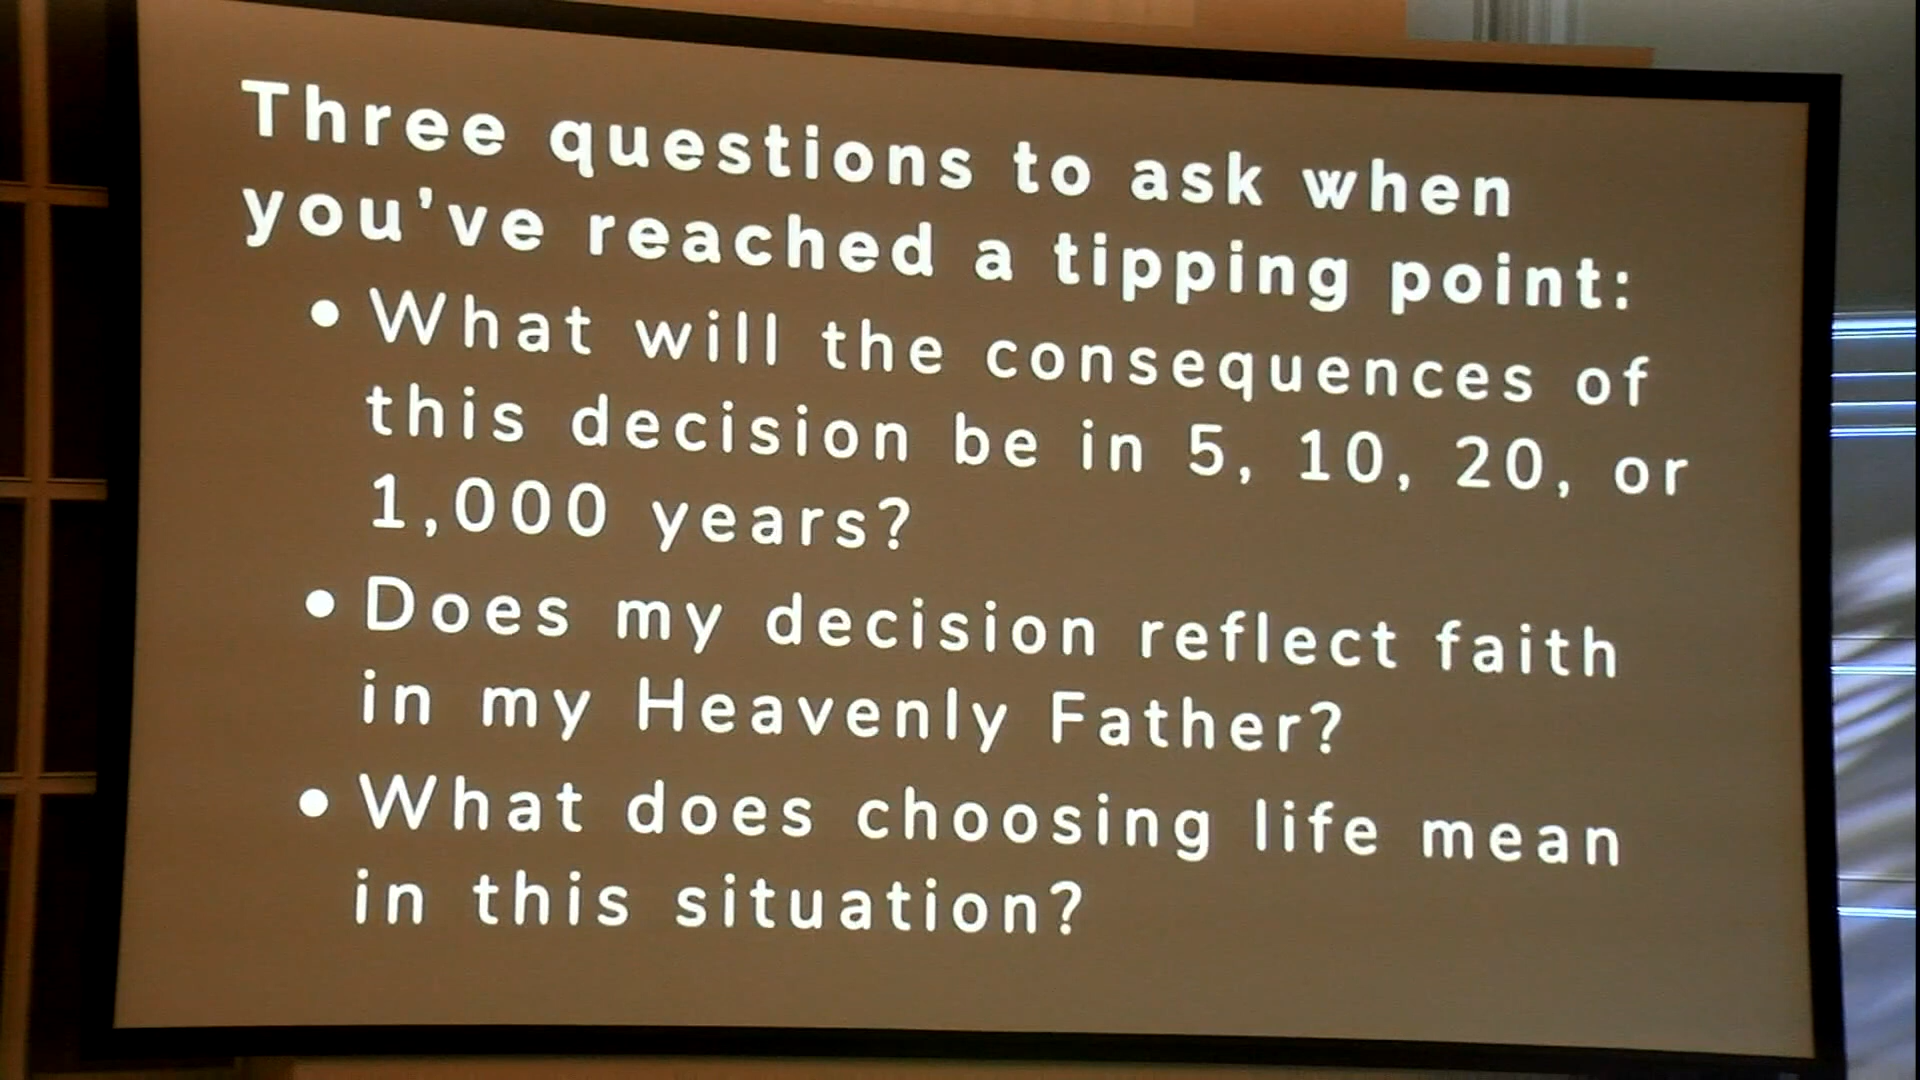 Three questions to ask when
you've reached a tipping point:
• What will the consequences of
this decision be in 5, 10, 20, or
1,000 years?
• Does my decision reflect faith
in my Heavenly Father?
• What does choosing life mean
in this situation?